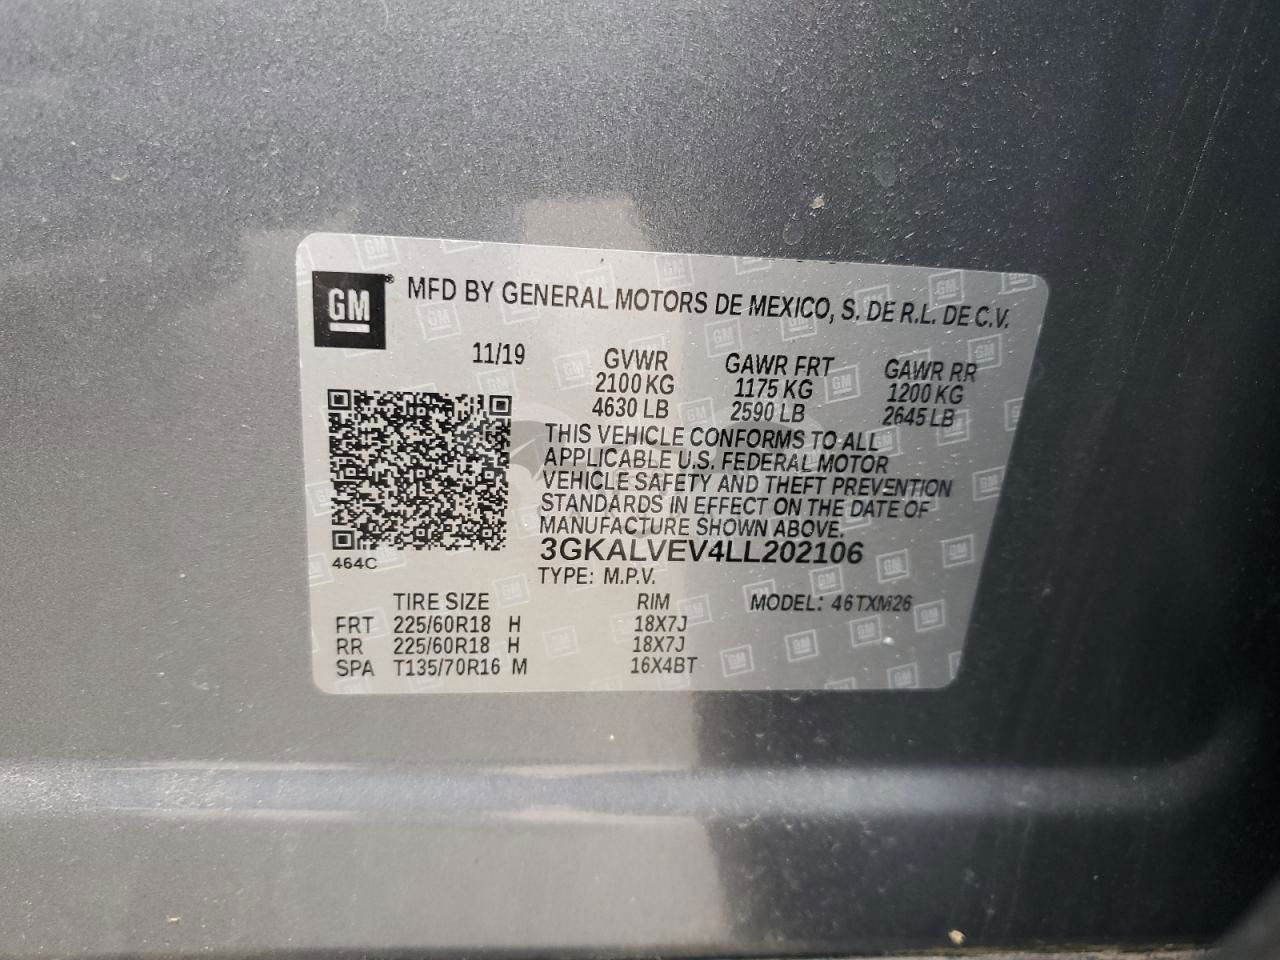 GM® MFD BY GENERAL MOTORS DE MEXICO, S. DE R.L. DE C.V.
11/19 GVWR GAWR FRT GAWR RR
2100 KG 1175 KG 1200 KG
4630 LB 2590 LB 2645 LB
THIS VEHICLE CONFORMS TO ALL
APPLICABLE U.S. FEDERAL MOTOR
VEHICLE SAFETY AND THEFT PREVENTION
STANDARDS IN EFFECT ON THE DATE OF
MANUFACTURE SHOWN ABOVE.
3GKALVEV4LL202106
464C
TYPE: M.P.V.
TIRE SIZE RIM MODEL: 46TXM26
FRT 225/60R18 H 18X7J
RR 225/60R18 H 18X7J
SPA T135/70R16 M 16X4BT